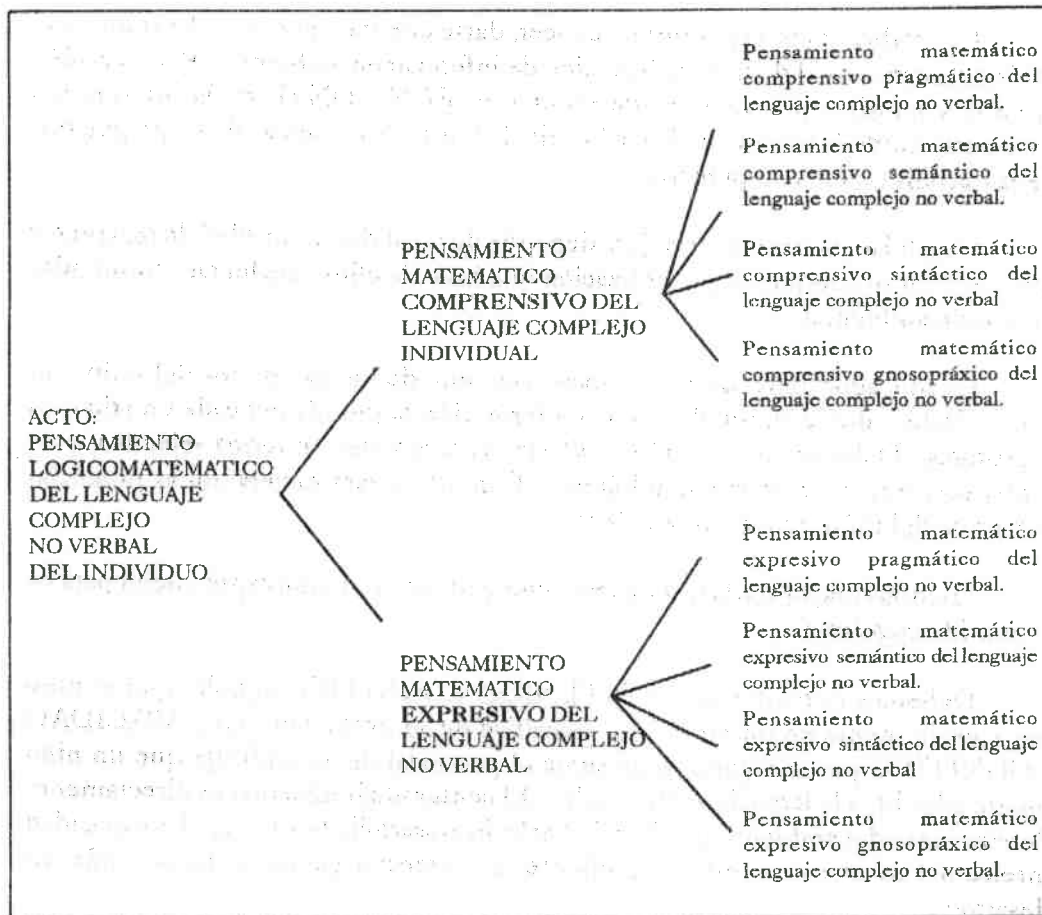 ACTO:
PENSAMIENTO
LOGICOMATEMATICO
DEL LENGUAJE
COMPLEJO
NO VERBAL
DEL INDIVIDUO
PENSAMIENTO
MATEMATICO
COMPRENSIVO DEL
LENGUAJE COMPLEJO
INDIVIDUAL
Pensamiento matemático
comprensivo pragmático del
lenguaje complejo no verbal.
Pensamiento matemático
comprensivo semántico del
lenguaje complejo no verbal.
Pensamiento matemático
comprensivo sintáctico del
lenguaje complejo no verbal
Pensamiento matemático
comprensivo gnosopráxico del
lenguaje complejo no verbal.
PENSAMIENTO
MATEMATICO
EXPRESIVO DEL
LENGUAJE COMPLEJO
NO VERBAL
Pensamiento matemático
expresivo pragmático del
lenguaje complejo no verbal.
Pensamiento matemático
expresivo semántico del lenguaje
complejo no verbal.
Pensamiento matemático
expresivo sintáctico del lenguaje
complejo no verbal
Pensamiento matemático
expresivo gnosopráxico del
lenguaje complejo no verbal.